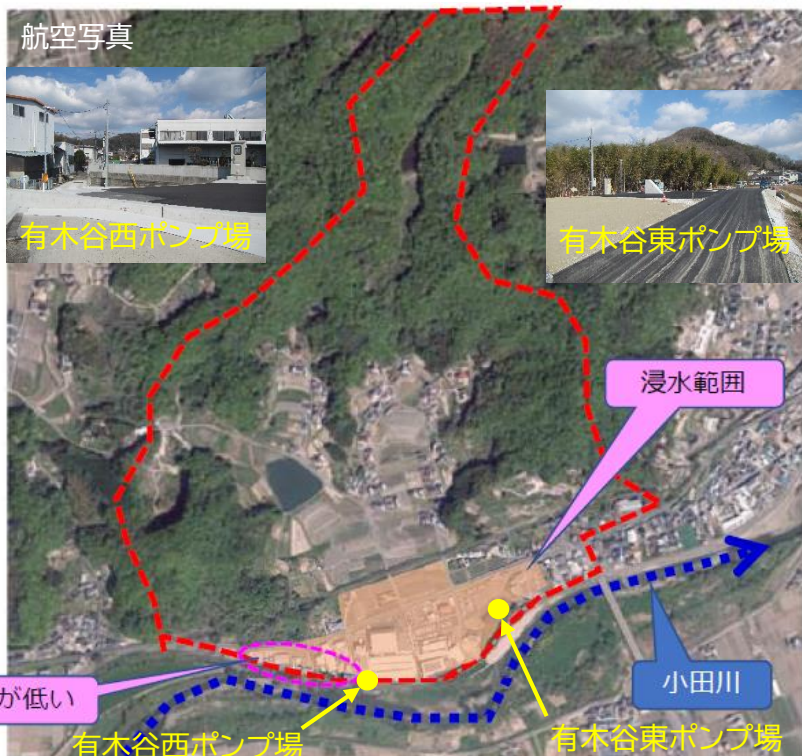 航空写真
有木谷西ポンプ場
有木谷東ポンプ場
浸水範囲
が低い
小田川
有木谷西ポンプ場
有木谷東ポンプ場